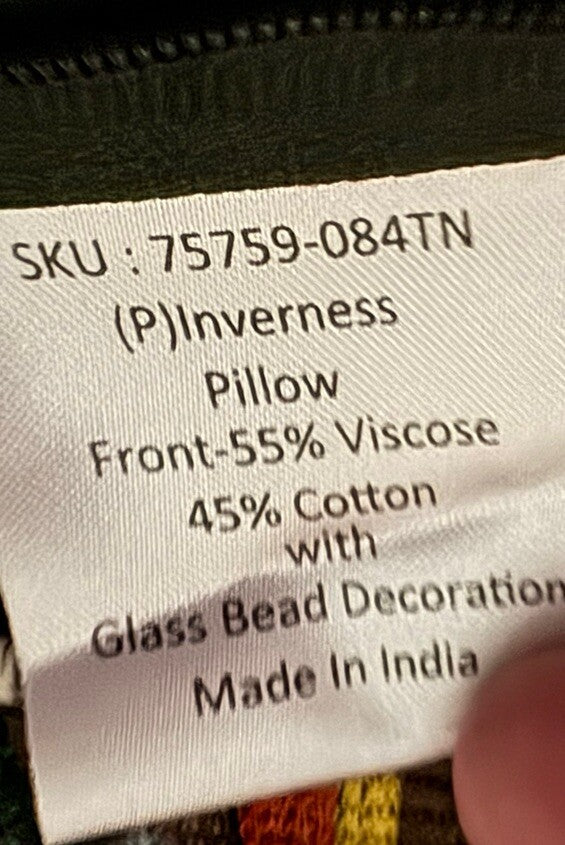 SKU : 75759-084TN
(P)Inverness
Pillow
Front-55% Viscose
45% Cotton
with
Glass Bead Decoration
Made In India